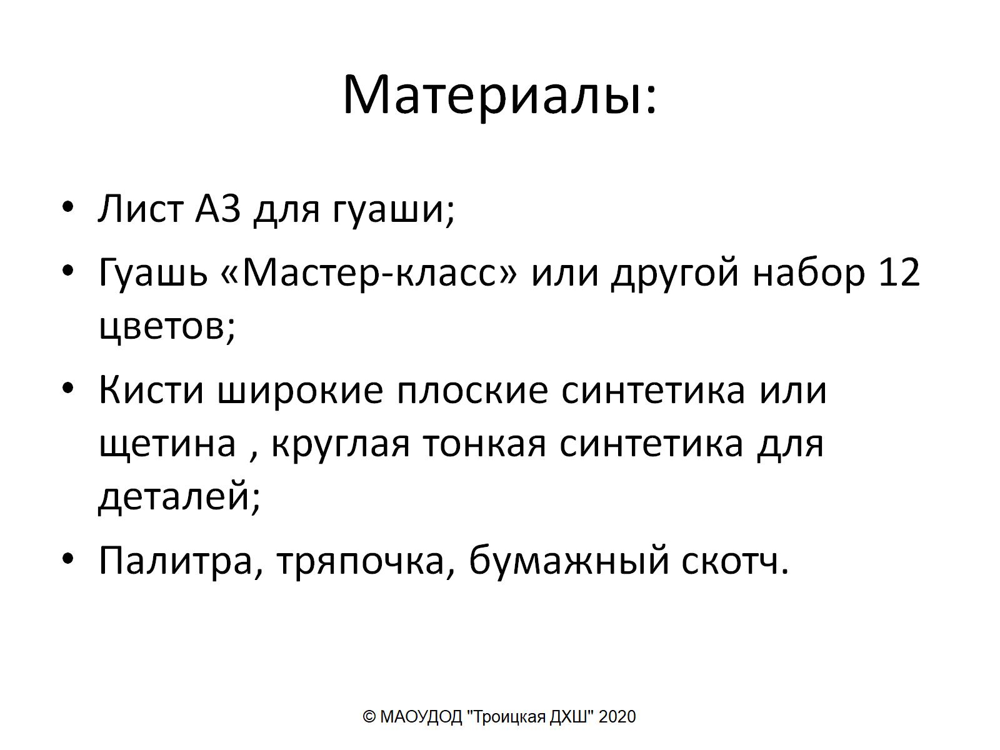 Материалы:
• Лист А3 для гуаши;
• Гуашь «Мастер-класс» или другой набор 12
цветов;
• Кисти широкие плоские синтетика или
щетина , круглая тонкая синтетика для
деталей;
• Палитра, тряпочка, бумажный скотч.
© МАОУДОД "Троицкая ДХШ" 2020